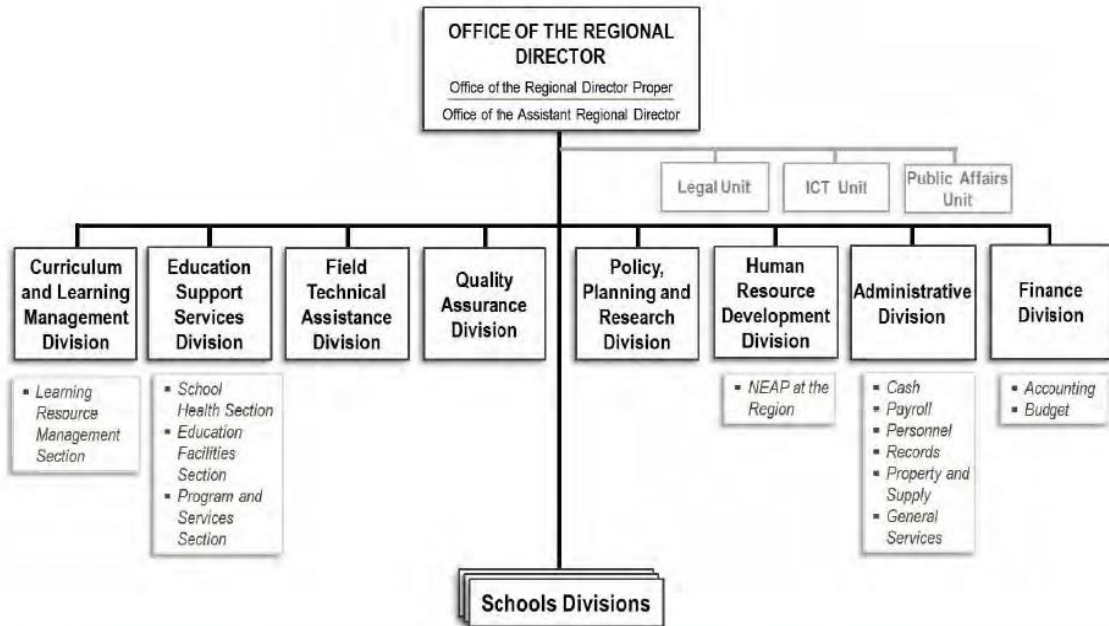 OFFICE OF THE REGIONAL
DIRECTOR
Office of the Regional Director Proper
Office of the Assistant Regional Director
Legal Unit
ICT Unit
Public Affairs
Unit
Curriculum
and Learning
Management
Division
Education
Support
Services
Division
Field
Technical
Assistance
Division
Quality
Assurance
Division
Policy,
Planning and
Research
Division
Human
Resource
Development
Division
Administrative
Division
Finance
Division
▪ Learning
Resource
Management
Section
▪ School
Health Section
▪ Education
Facilities
Section
▪ Program and
Services
Section
▪ NEAP at the
Region
▪ Cash
▪ Payroll
▪ Personnel
▪ Records
▪ Property and
Supply
▪ General
Services
▪ Accounting
▪ Budget
Schools Divisions